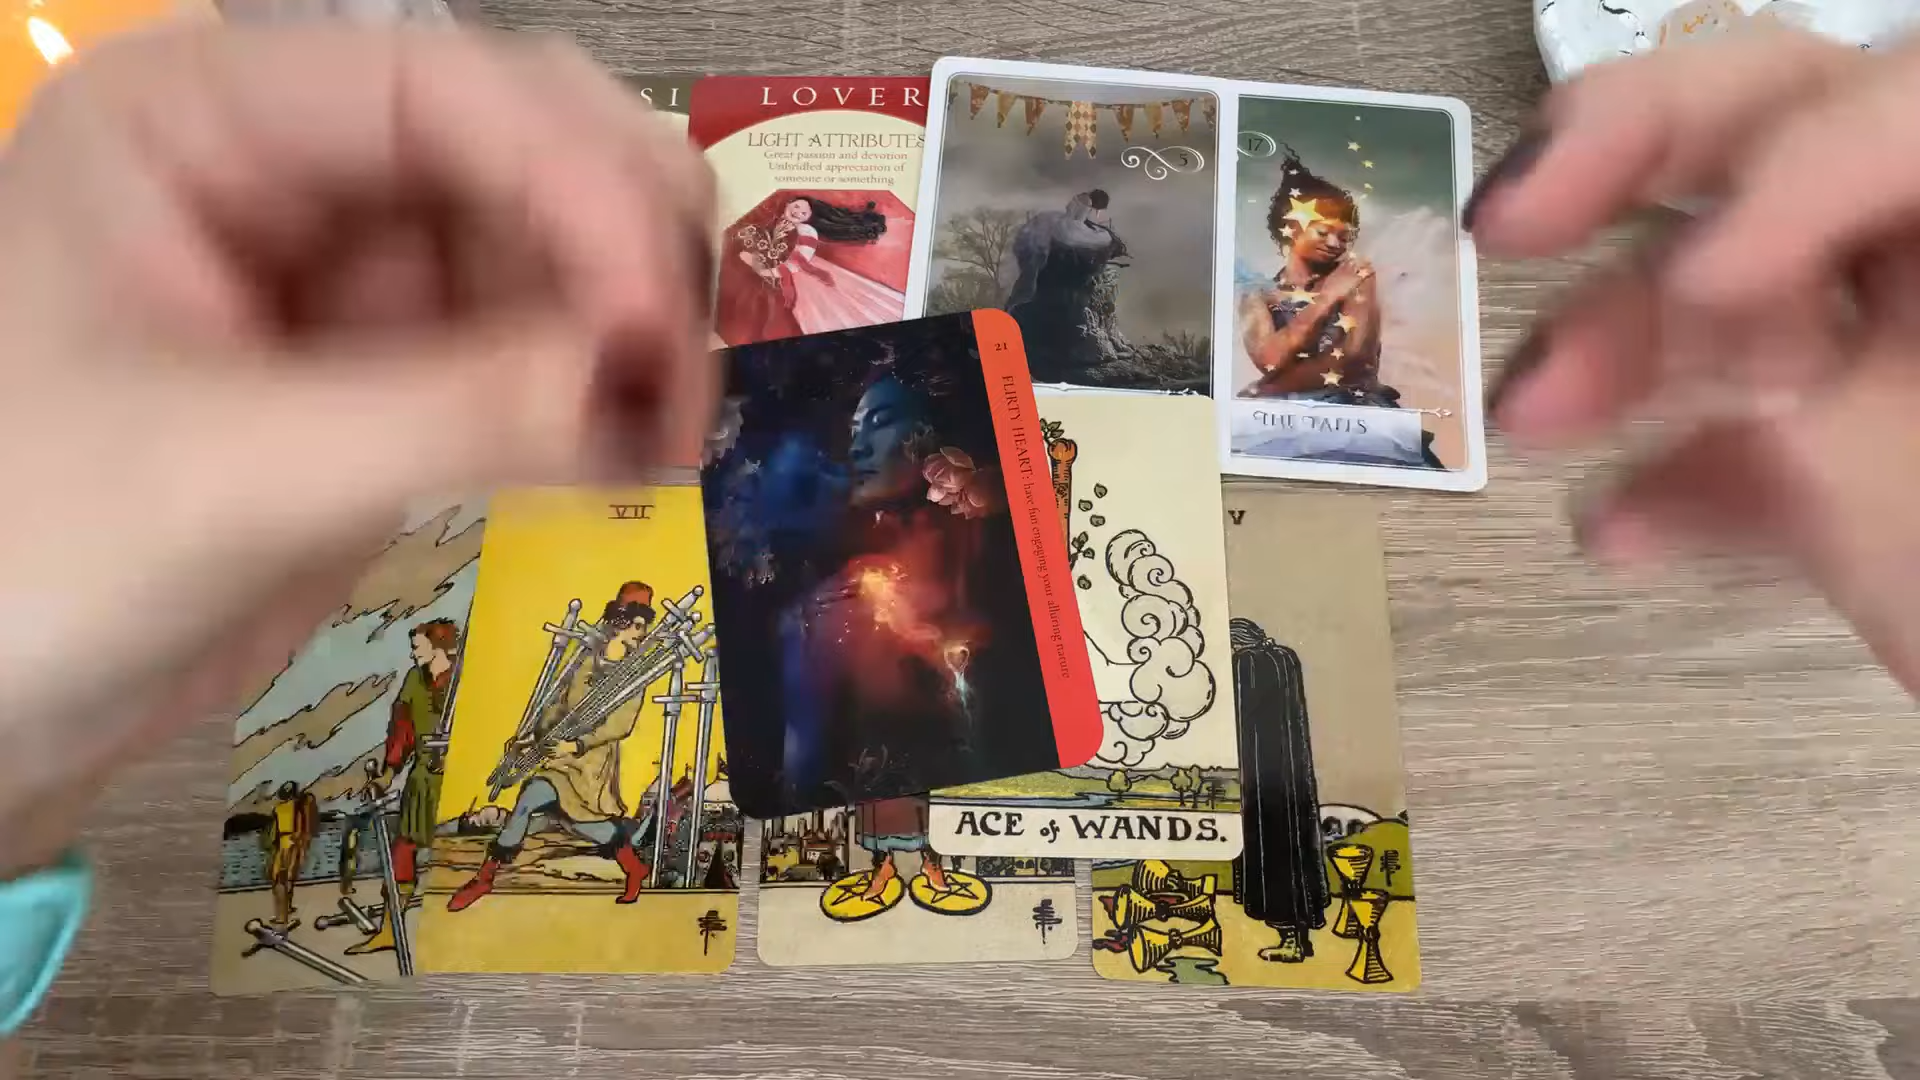 SI
LOVER
LIGHT ATTRIBUTES
Great passion and devotion
Unbridled appreciation of
someone or something
5
17
21
FLIRTY HEART: have fun engaging your alluring nature
THE
VII
V
ACE of WANDS.